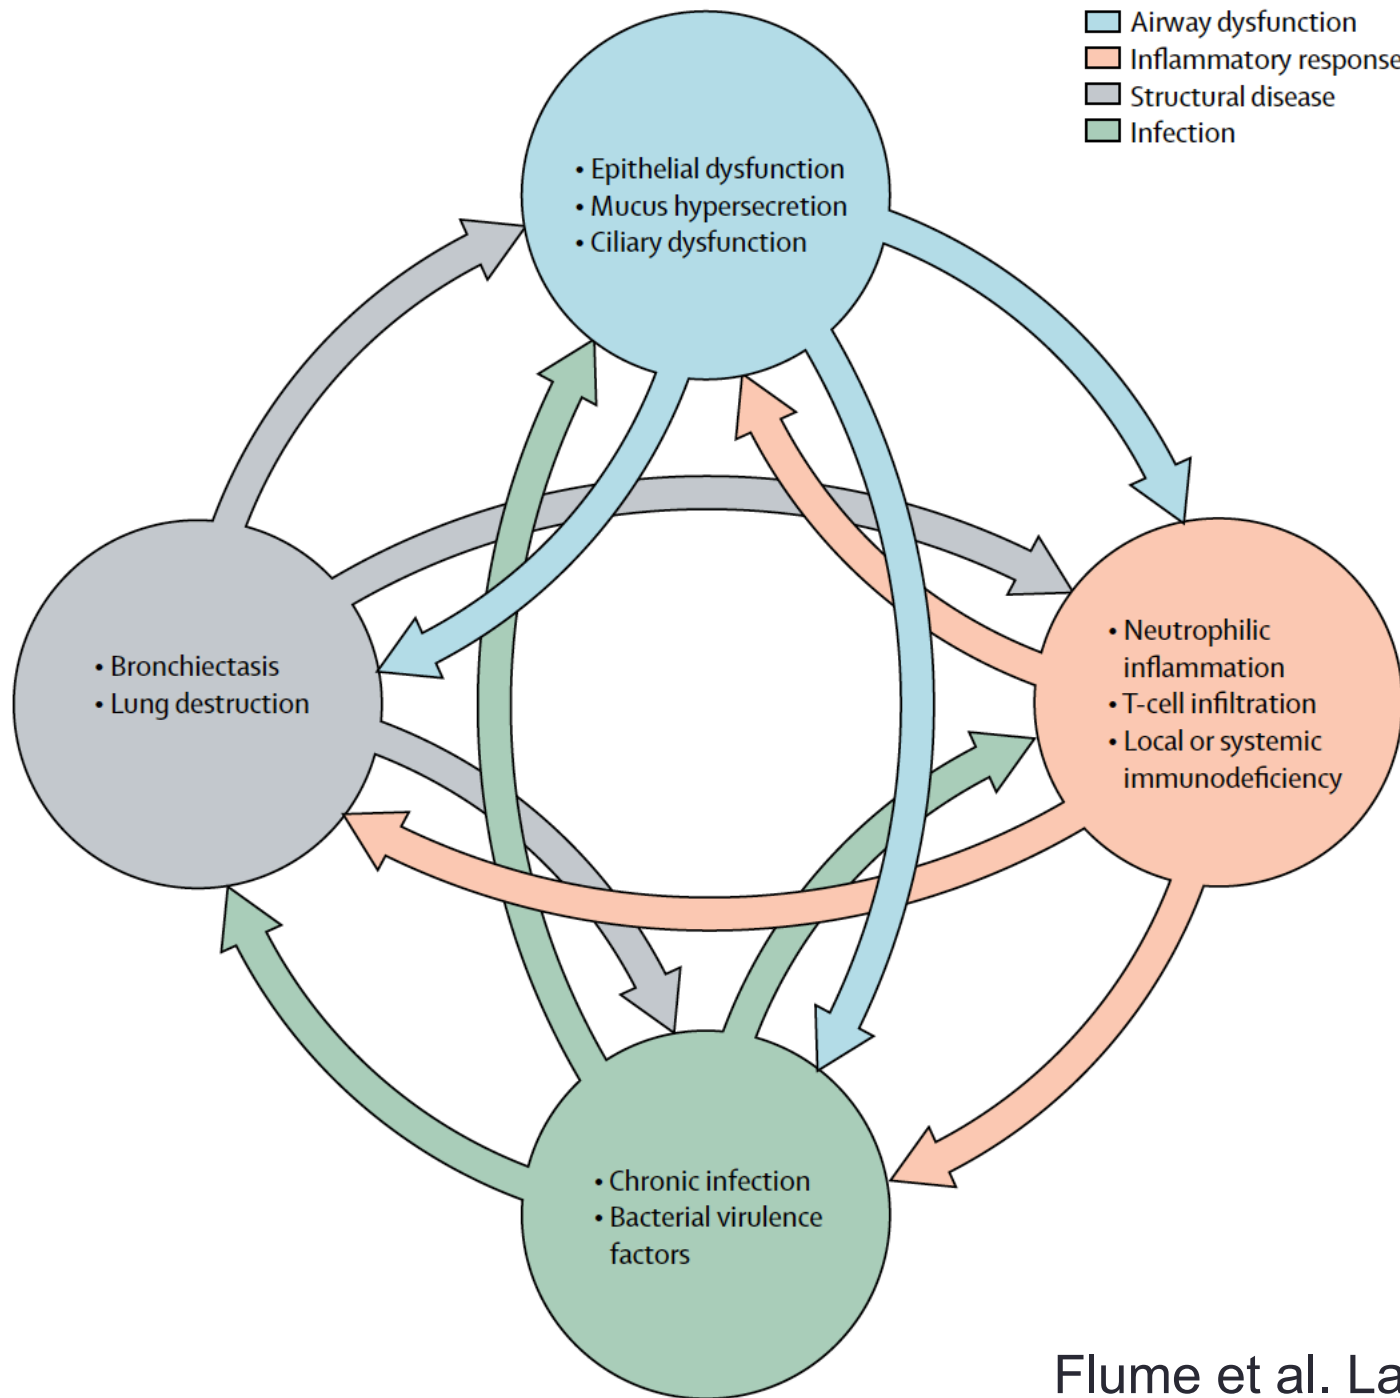 Airway dysfunction
Inflammatory response
Structural disease
Infection
• Epithelial dysfunction
• Mucus hypersecretion
• Ciliary dysfunction
• Bronchiectasis
• Lung destruction
• Neutrophilic
inflammation
• T-cell infiltration
• Local or systemic
immunodeficiency
• Chronic infection
• Bacterial virulence
factors
Flume et al. La